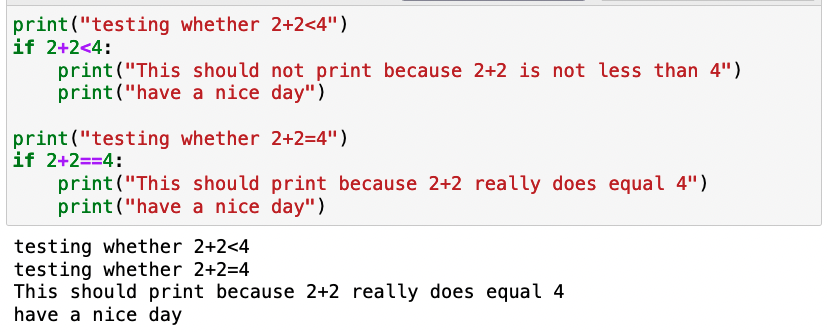 print("testing whether 2+2<4")
if 2+2<4:
    print("This should not print because 2+2 is not less than 4")
    print("have a nice day")

print("testing whether 2+2=4")
if 2+2==4:
    print("This should print because 2+2 really does equal 4")
    print("have a nice day")
testing whether 2+2<4
testing whether 2+2=4
This should print because 2+2 really does equal 4
have a nice day